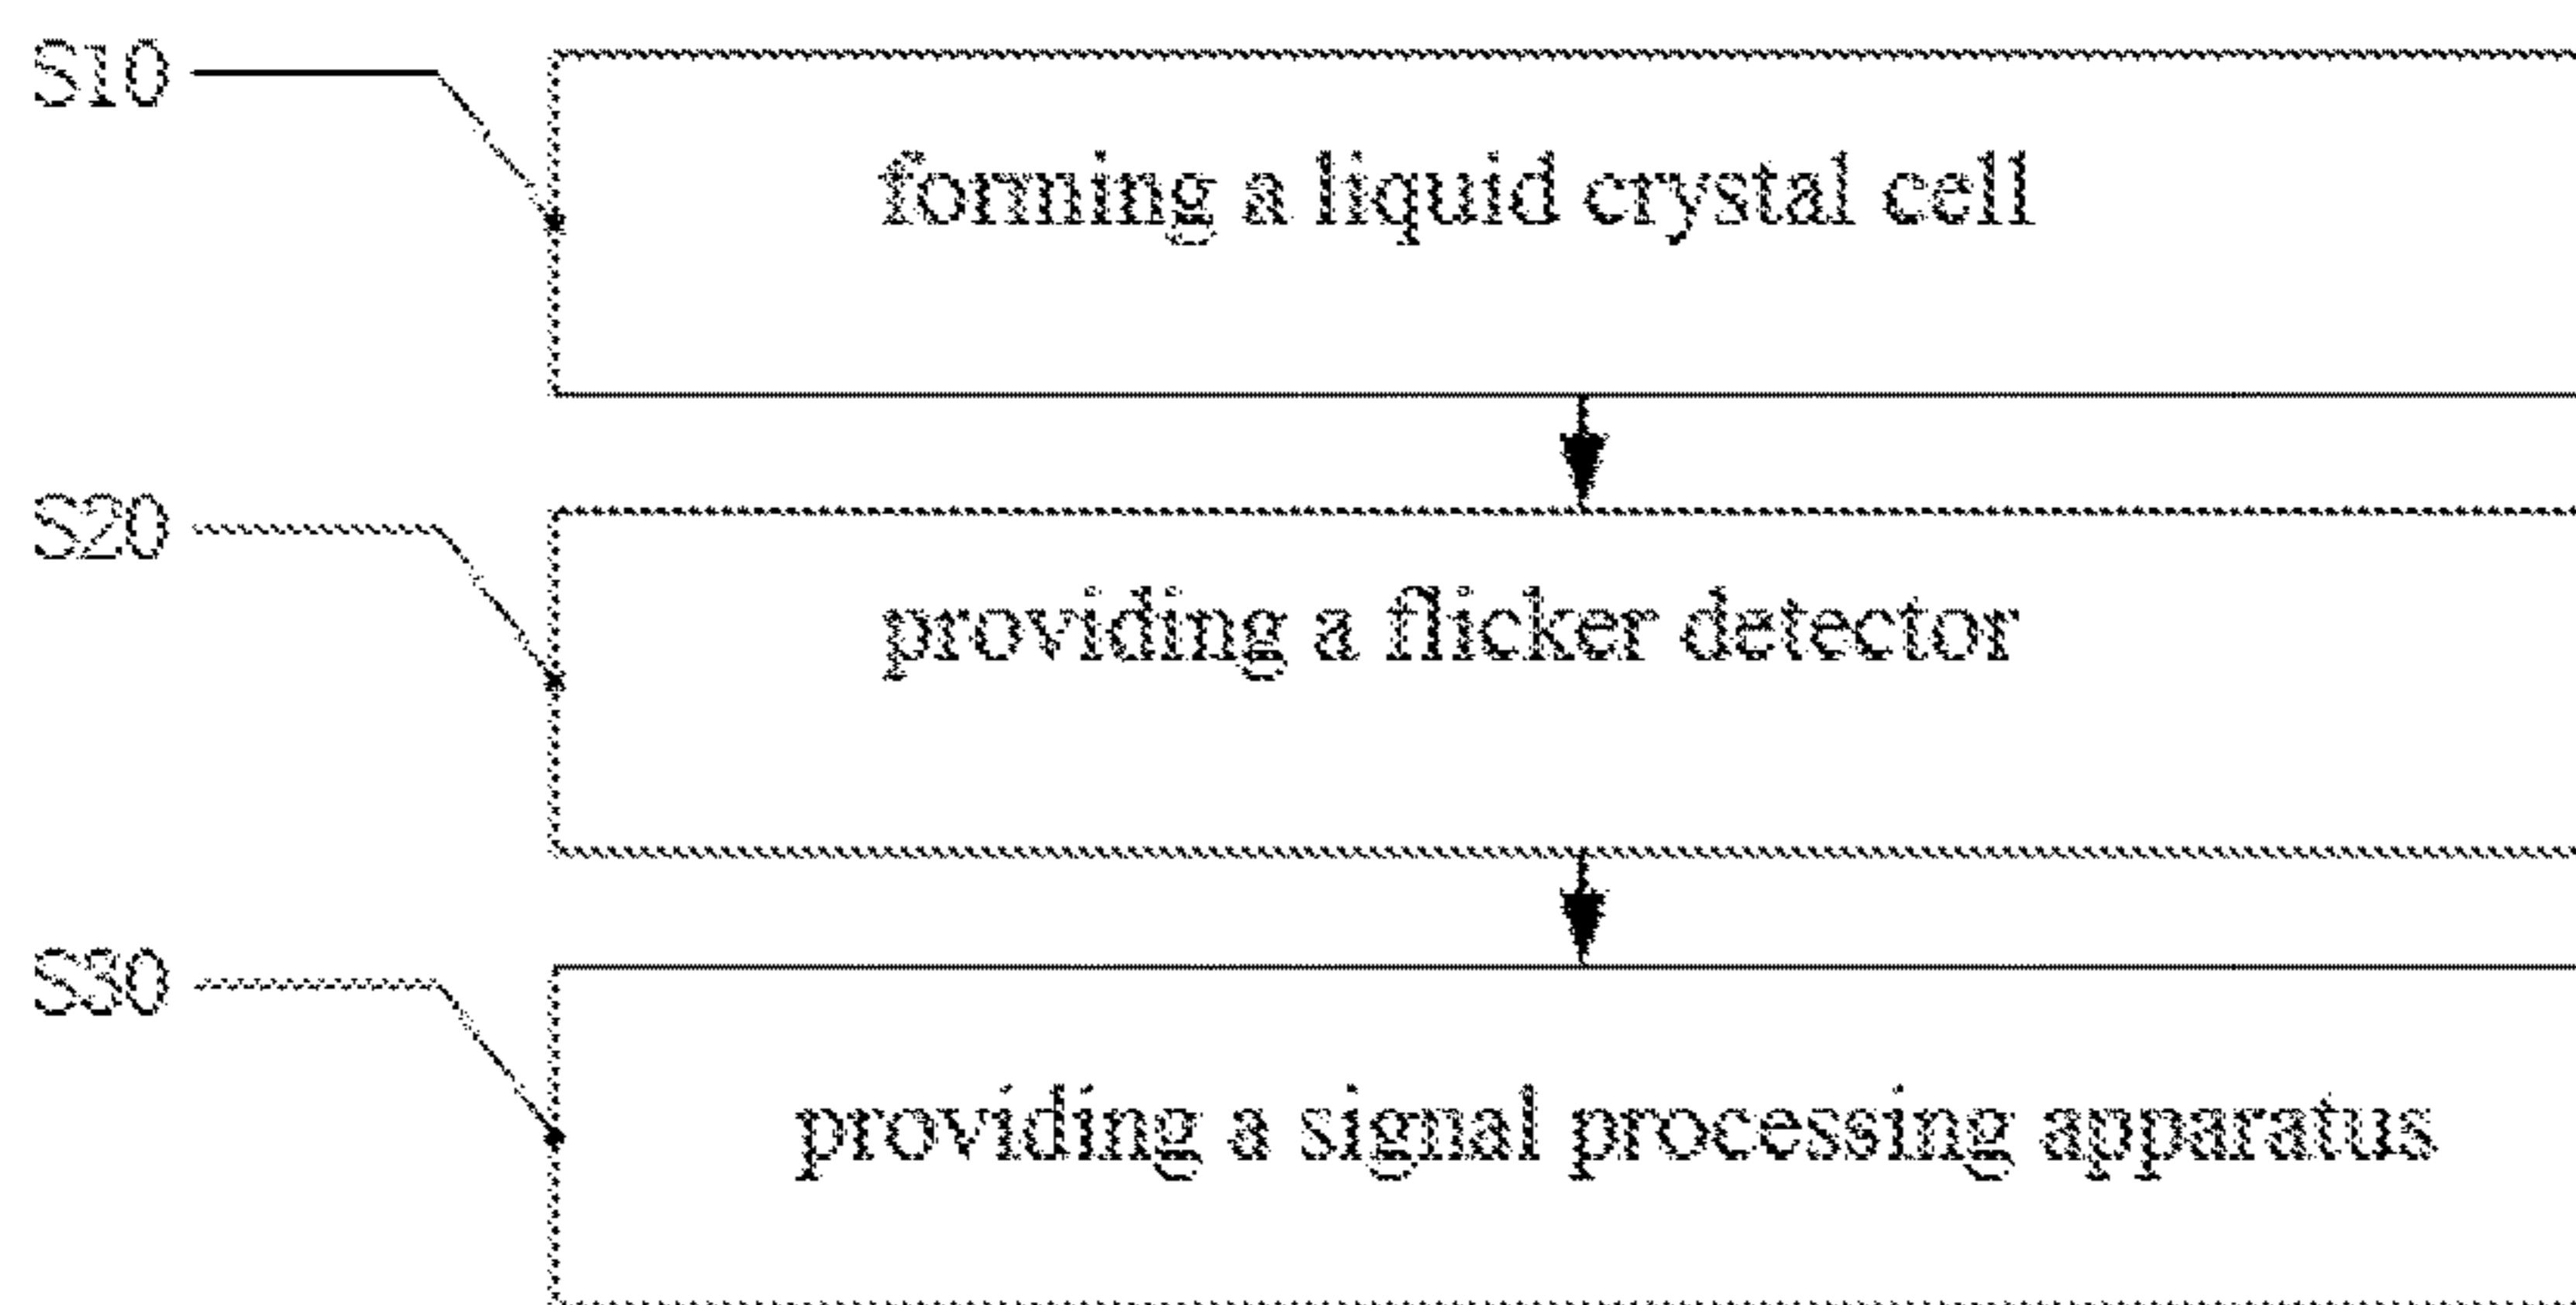 S10
forming a liquid crystal cell
S20
providing a flicker detector
S30
providing a signal processing apparatus